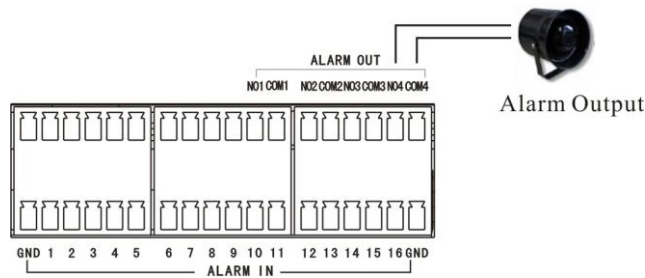 ALARM OUT
NO1 COM1 NO2 COM2 NO3 COM3 NO4 COM4
Alarm Output
GND 1 2 3 4 5 6 7 8 9 10 11 12 13 14 15 16 GND
ALARM IN